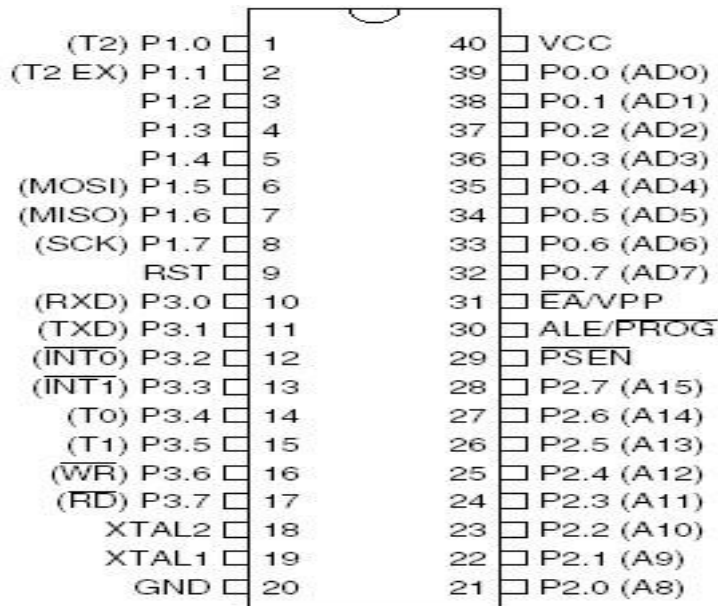 (T2) P1.0 1 40 VCC
(T2 EX) P1.1 2 39 P0.0 (AD0)
P1.2 3 38 P0.1 (AD1)
P1.3 4 37 P0.2 (AD2)
P1.4 5 36 P0.3 (AD3)
(MOSI) P1.5 6 35 P0.4 (AD4)
(MISO) P1.6 7 34 P0.5 (AD5)
(SCK) P1.7 8 33 P0.6 (AD6)
RST 9 32 P0.7 (AD7)
(RXD) P3.0 10 31 EA/VPP
(TXD) P3.1 11 30 ALE/PROG
(INT0) P3.2 12 29 PSEN
(INT1) P3.3 13 28 P2.7 (A15)
(T0) P3.4 14 27 P2.6 (A14)
(T1) P3.5 15 26 P2.5 (A13)
(WR) P3.6 16 25 P2.4 (A12)
(RD) P3.7 17 24 P2.3 (A11)
XTAL2 18 23 P2.2 (A10)
XTAL1 19 22 P2.1 (A9)
GND 20 21 P2.0 (A8)